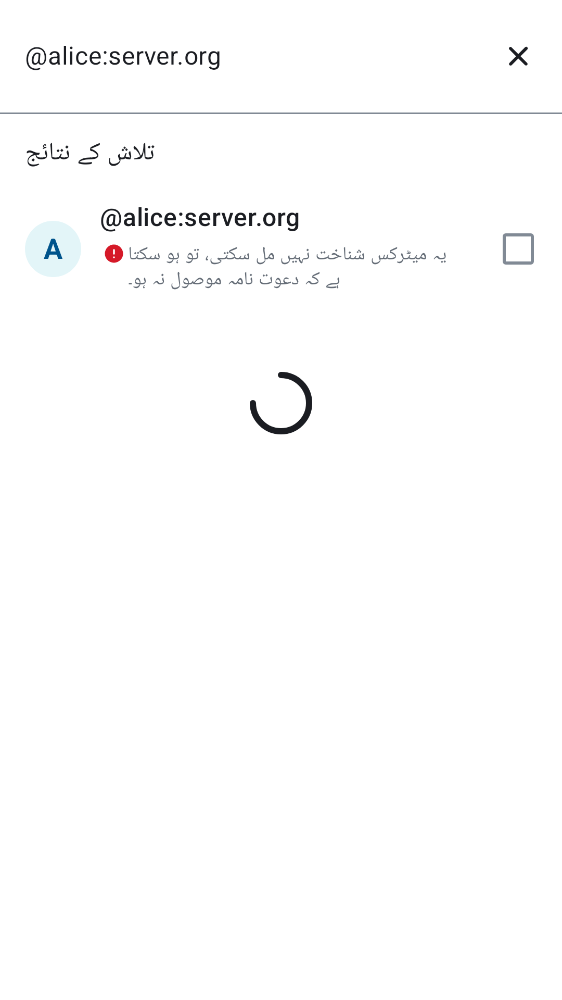 @alice:server.org
تلاش کے نتائج
A
@alice:server.org
یہ میٹرکس شناخت نہیں مل سکتی، تو ہو سکتا
ہے کہ دعوت نامہ موصول نہ ہو۔